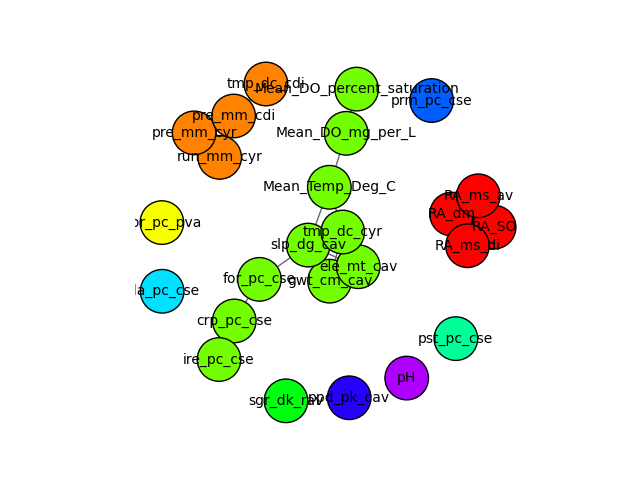 tmp_dc_cdi
Mean_DO_percent_saturation
prm_pc_cse
pre_mm_cdi
pre_mm_cyr
Mean_DO_mg_per_L
run_mm_cyr
Mean_Temp_Deg_C
RA_ms_av
RA_dm
or_pc_pva
RA_SO
tmp_dc_cyr
slp_dg_cav
RA_ms_di
ele_mt_cav
for_pc_cse
gwt_cm_cav
la_pc_cse
crp_pc_cse
pst_pc_cse
ire_pc_cse
pH
ppd_pk_cav
sgr_dk_rav